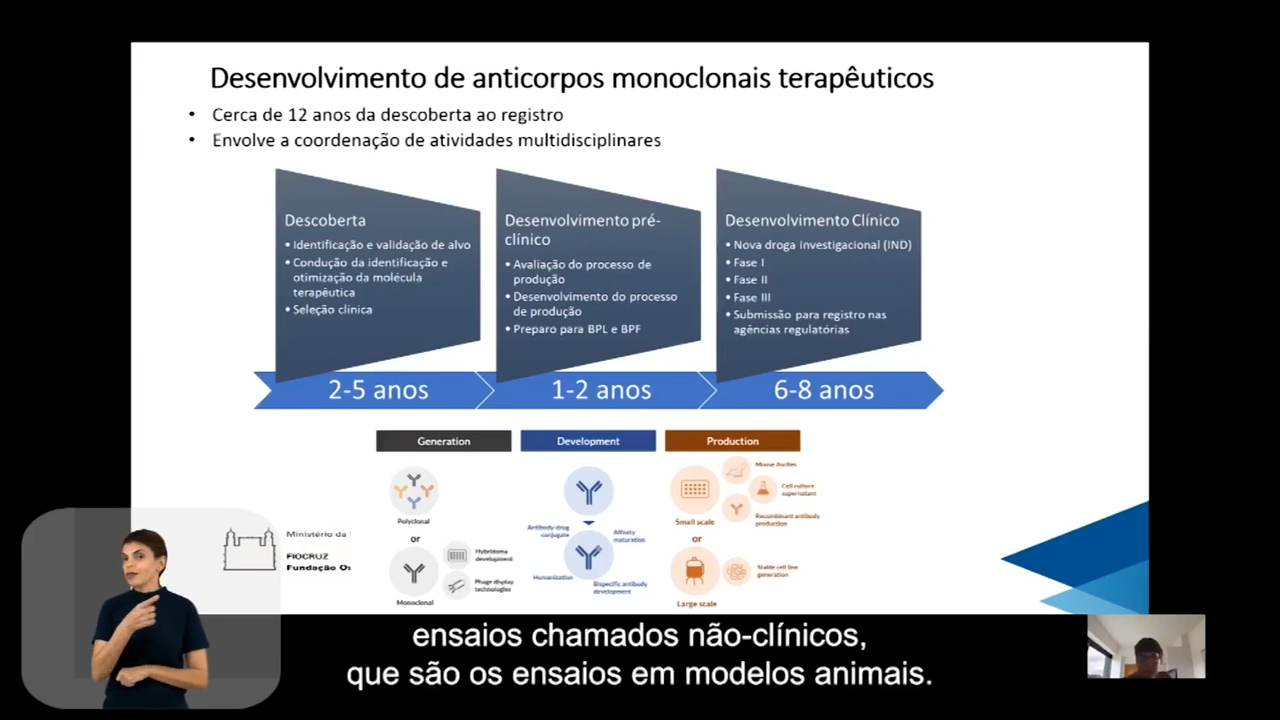 Desenvolvimento de anticorpos monoclonais terapêuticos
• Cerca de 12 anos da descoberta ao registro
• Envolve a coordenação de atividades multidisciplinares
Descoberta
• Identificação e validação de alvo
• Condução da identificação e
otimização da molécula
terapêutica
• Seleção clínica
Desenvolvimento pré-
clínico
• Avaliação do processo de
produção
• Desenvolvimento do processo
de produção
• Preparo para BPL e BPF
Desenvolvimento Clínico
• Nova droga investigacional (IND)
• Fase I
• Fase II
• Fase III
• Submissão para registro nas
agências regulatórias
2-5 anos
1-2 anos
6-8 anos
Generation
Polyclonal
or
Monoclonal
Hybridoma
development
Phage display
technologies
Development
Antibody-drug
conjugate
Affinity
maturation
Humanization
Bispecific antibody
development
Production
Small scale
Mouse Ascites
Cell culture
supernatant
Recombinant antibody
production
or
Large scale
Stable cell line
generation
Ministério da
FIOCRUZ
Fundação
ensaios chamados não-clínicos,
que são os ensaios em modelos animais.